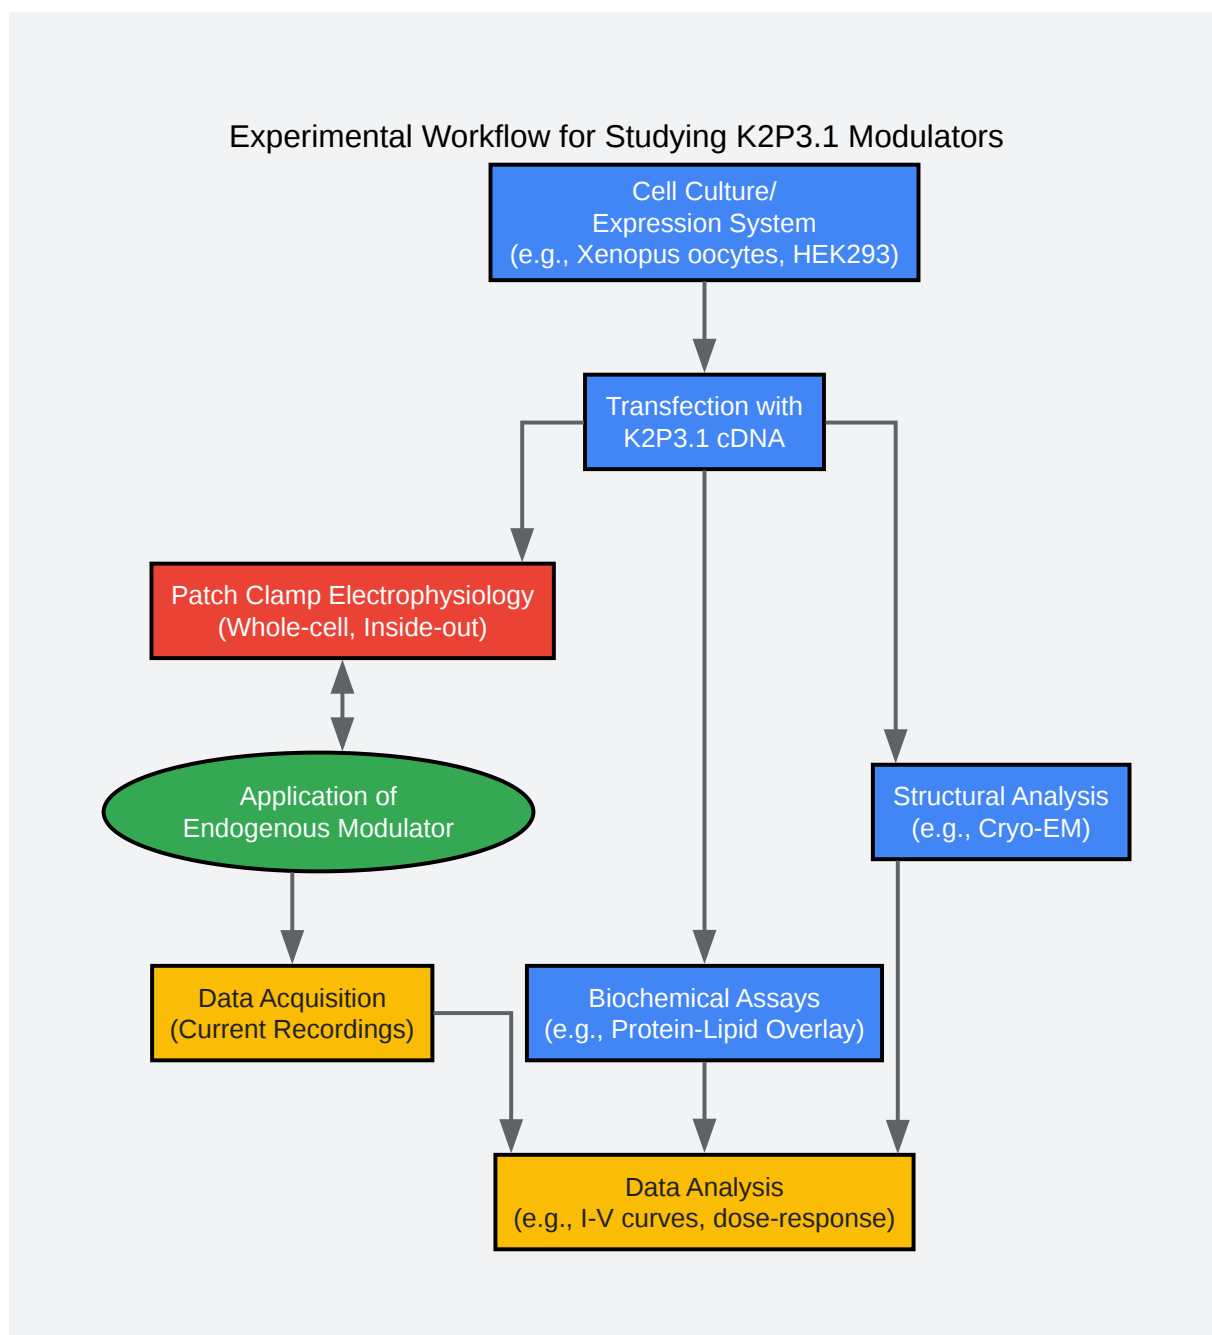 Experimental Workflow for Studying K2P3.1 Modulators
Cell Culture/
Expression System
(e.g., Xenopus oocytes, HEK293)
Transfection with
K2P3.1 cDNA
Patch Clamp Electrophysiology
(Whole-cell, Inside-out)
Application of
Endogenous Modulator
Structural Analysis
(e.g., Cryo-EM)
Data Acquisition
(Current Recordings)
Biochemical Assays
(e.g., Protein-Lipid Overlay)
Data Analysis
(e.g., I-V curves, dose-response)